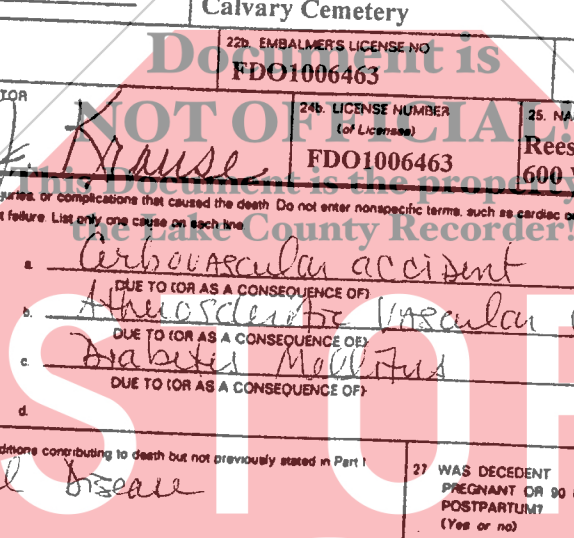 Calvary Cemetery
22b. EMBALMER'S LICENSE NO
FDO1006463
Document is
TOR
24b. LICENSE NUMBER
(of Licensee)
FDO1006463
25. NA
Rees
600
NOT OFFICIAL!
Krause
This Document is the property
the Lake County Recorder!
juries, or complications that caused the death Do not enter nonspecific terms, such as cardiac or
t failure. List only one cause on each line
a. Cerbovascular accident
DUE TO (OR AS A CONSEQUENCE OF)
b. Atherosclerotic Vascular
DUE TO (OR AS A CONSEQUENCE OF)
c. Diabetes Mellitus
DUE TO (OR AS A CONSEQUENCE OF)
d.
STO
nditions contributing to death but not previously stated in Part I
l Disease
27 WAS DECEDENT
PREGNANT OR 90
POSTPARTUM?
(Yes or no)